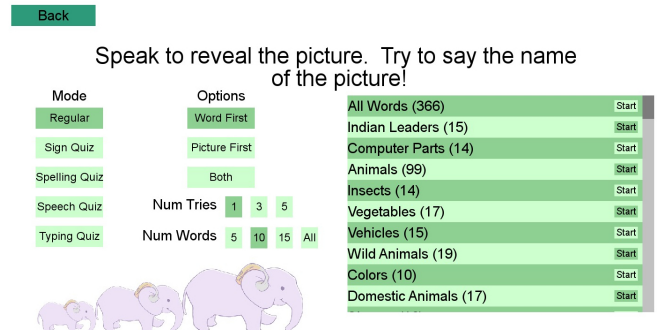 Back
Speak to reveal the picture.  Try to say the name
of the picture!
Mode
Regular
Sign Quiz
Spelling Quiz
Speech Quiz
Typing Quiz
Options
Word First
Picture First
Both
Num Tries 1 3 5
Num Words 5 10 15 All
All Words (366) Start
Indian Leaders (15) Start
Computer Parts (14) Start
Animals (99) Start
Insects (14) Start
Vegetables (17) Start
Vehicles (15) Start
Wild Animals (19) Start
Colors (10) Start
Domestic Animals (17) Start